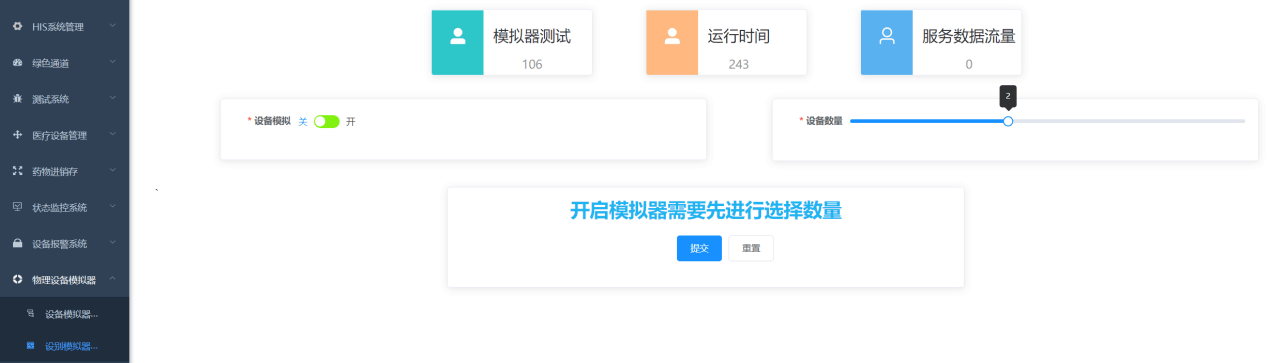 HIS系统管理
绿色通道
测试系统
医疗设备管理
药物进销存
状态监控系统
设备报警系统
物理设备模拟器
设备模拟器...
设别模拟器...
模拟器测试
106
运行时间
243
服务数据流量
0
* 设备模拟 关 开
2
* 设备数量
、
开启模拟器需要先进行选择数量
提交 重置